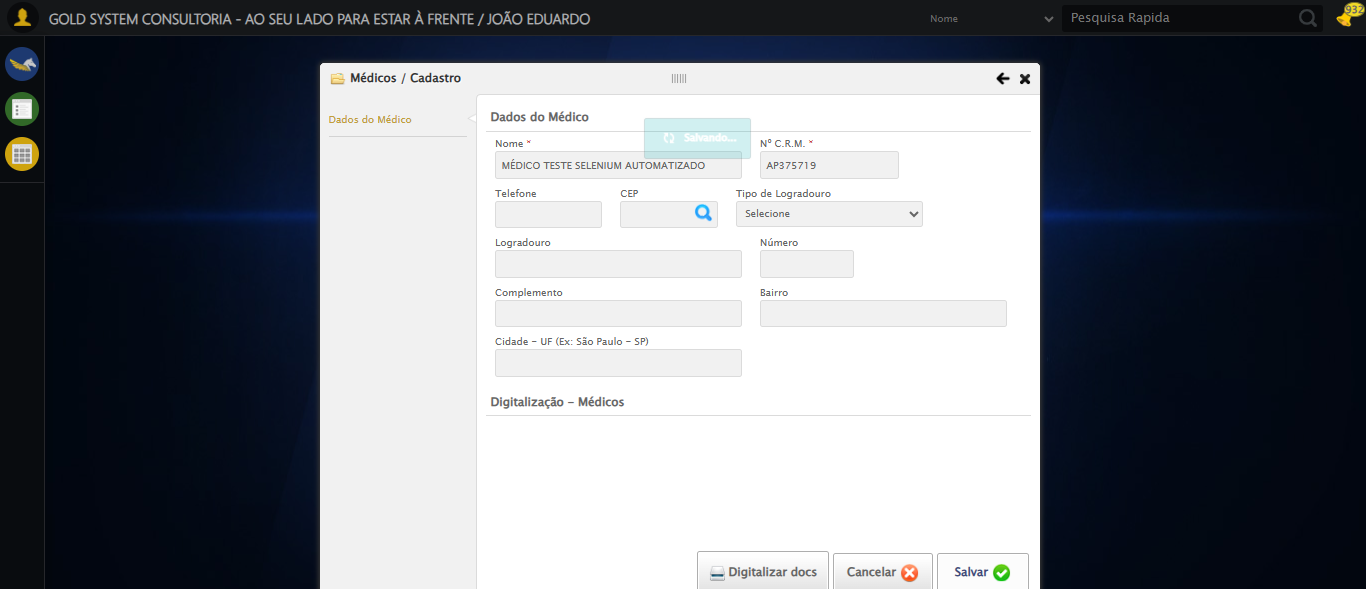 GOLD SYSTEM CONSULTORIA - AO SEU LADO PARA ESTAR À FRENTE / JOÃO EDUARDO
Nome
Pesquisa Rapida
932
Médicos / Cadastro
Dados do Médico
Dados do Médico
Salvando...
Nome *
Nº C.R.M. *
MÉDICO TESTE SELENIUM AUTOMATIZADO
AP375719
Telefone
CEP
Tipo de Logradouro
Selecione
Logradouro
Número
Complemento
Bairro
Cidade - UF (Ex: São Paulo - SP)
Digitalização - Médicos
Digitalizar docs
Cancelar
Salvar